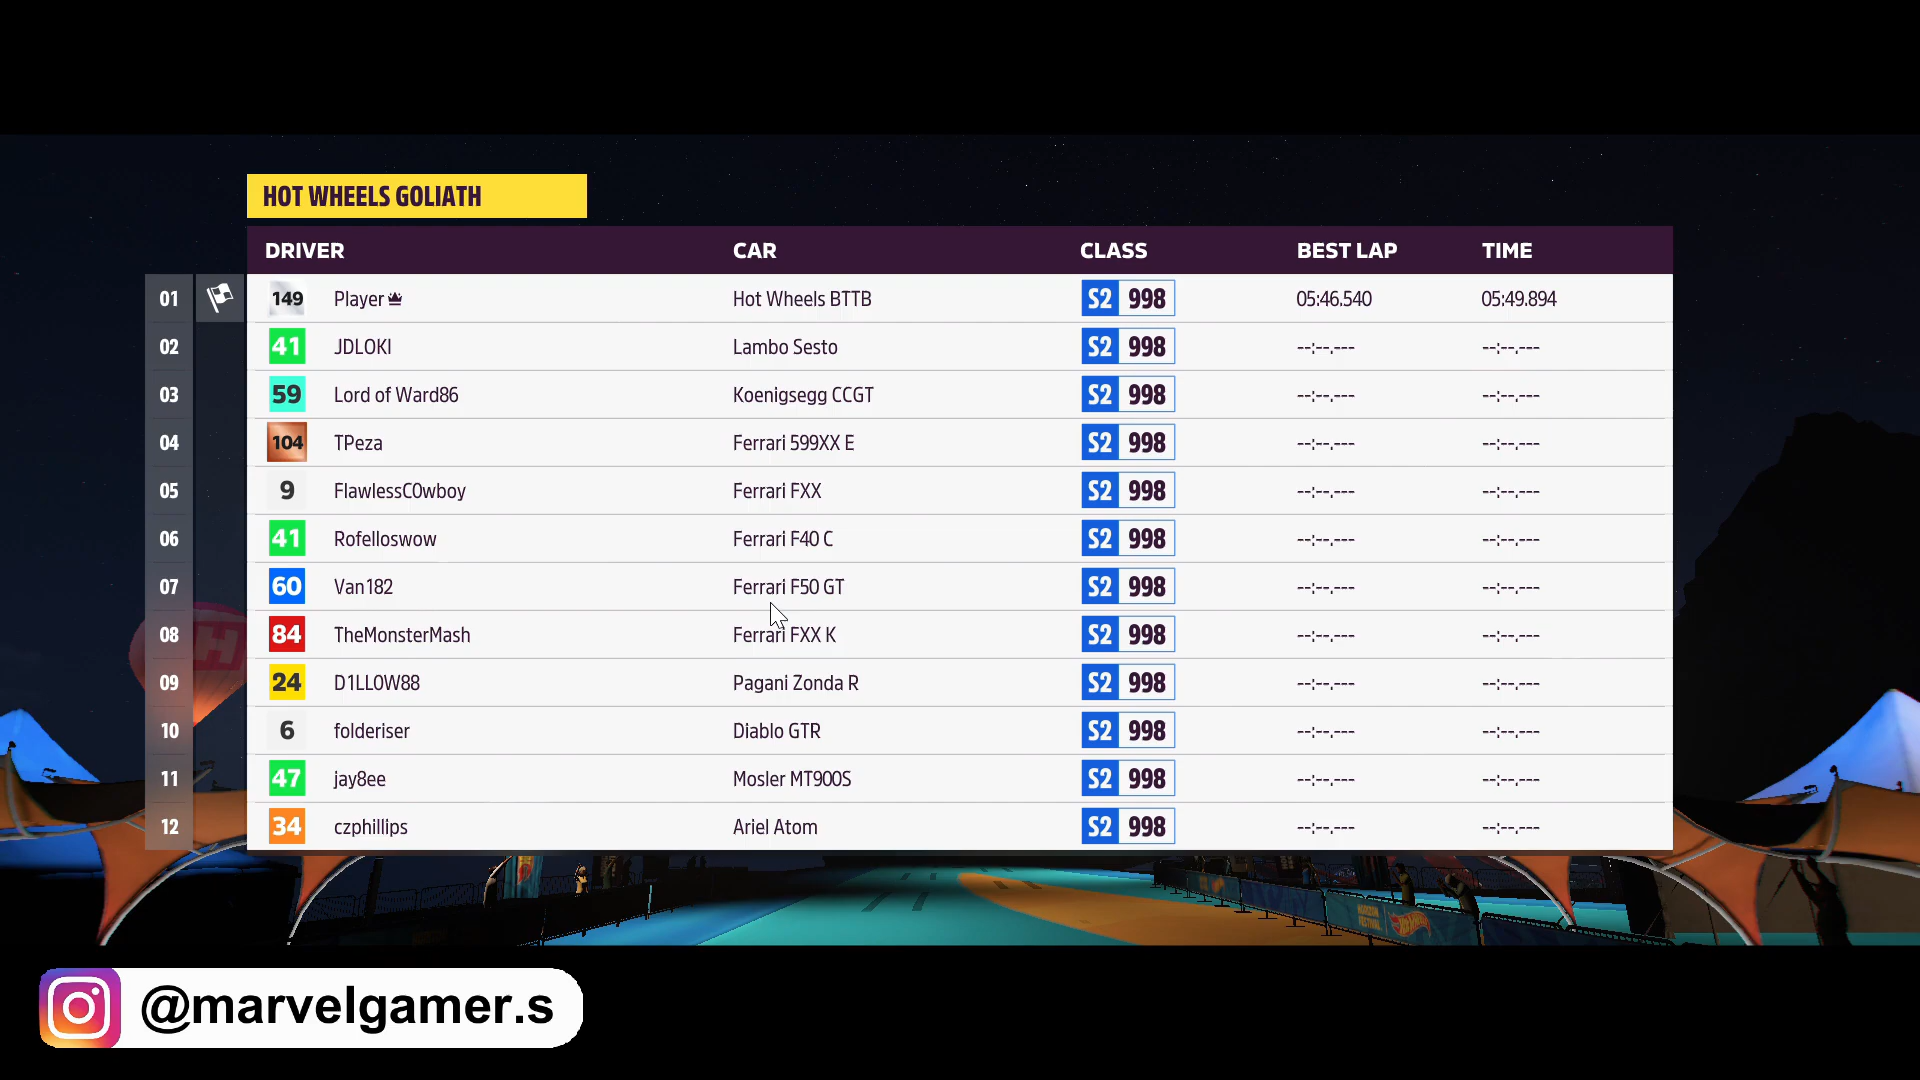 HOT WHEELS GOLIATH
DRIVER CAR CLASS BEST LAP TIME
01 149 Player Hot Wheels BTTB S2 998 05:46.540 05:49.894
02 41 JDLOKI Lambo Sesto S2 998 --:--.--- --:--.---
03 59 Lord of Ward86 Koenigsegg CCGT S2 998 --:--.--- --:--.---
04 104 TPeza Ferrari 599XX E S2 998 --:--.--- --:--.---
05 9 FlawlessC0wboy Ferrari FXX S2 998 --:--.--- --:--.---
06 41 Rofelloswow Ferrari F40 C S2 998 --:--.--- --:--.---
07 60 Van182 Ferrari F50 GT S2 998 --:--.--- --:--.---
08 84 TheMonsterMash Ferrari FXX K S2 998 --:--.--- --:--.---
09 24 D1LL0W88 Pagani Zonda R S2 998 --:--.--- --:--.---
10 6 folderiser Diablo GTR S2 998 --:--.--- --:--.---
11 47 jay8ee Mosler MT900S S2 998 --:--.--- --:--.---
12 34 czphillips Ariel Atom S2 998 --:--.--- --:--.---
HORIZON
FESTIVAL
@marvelgamer.s